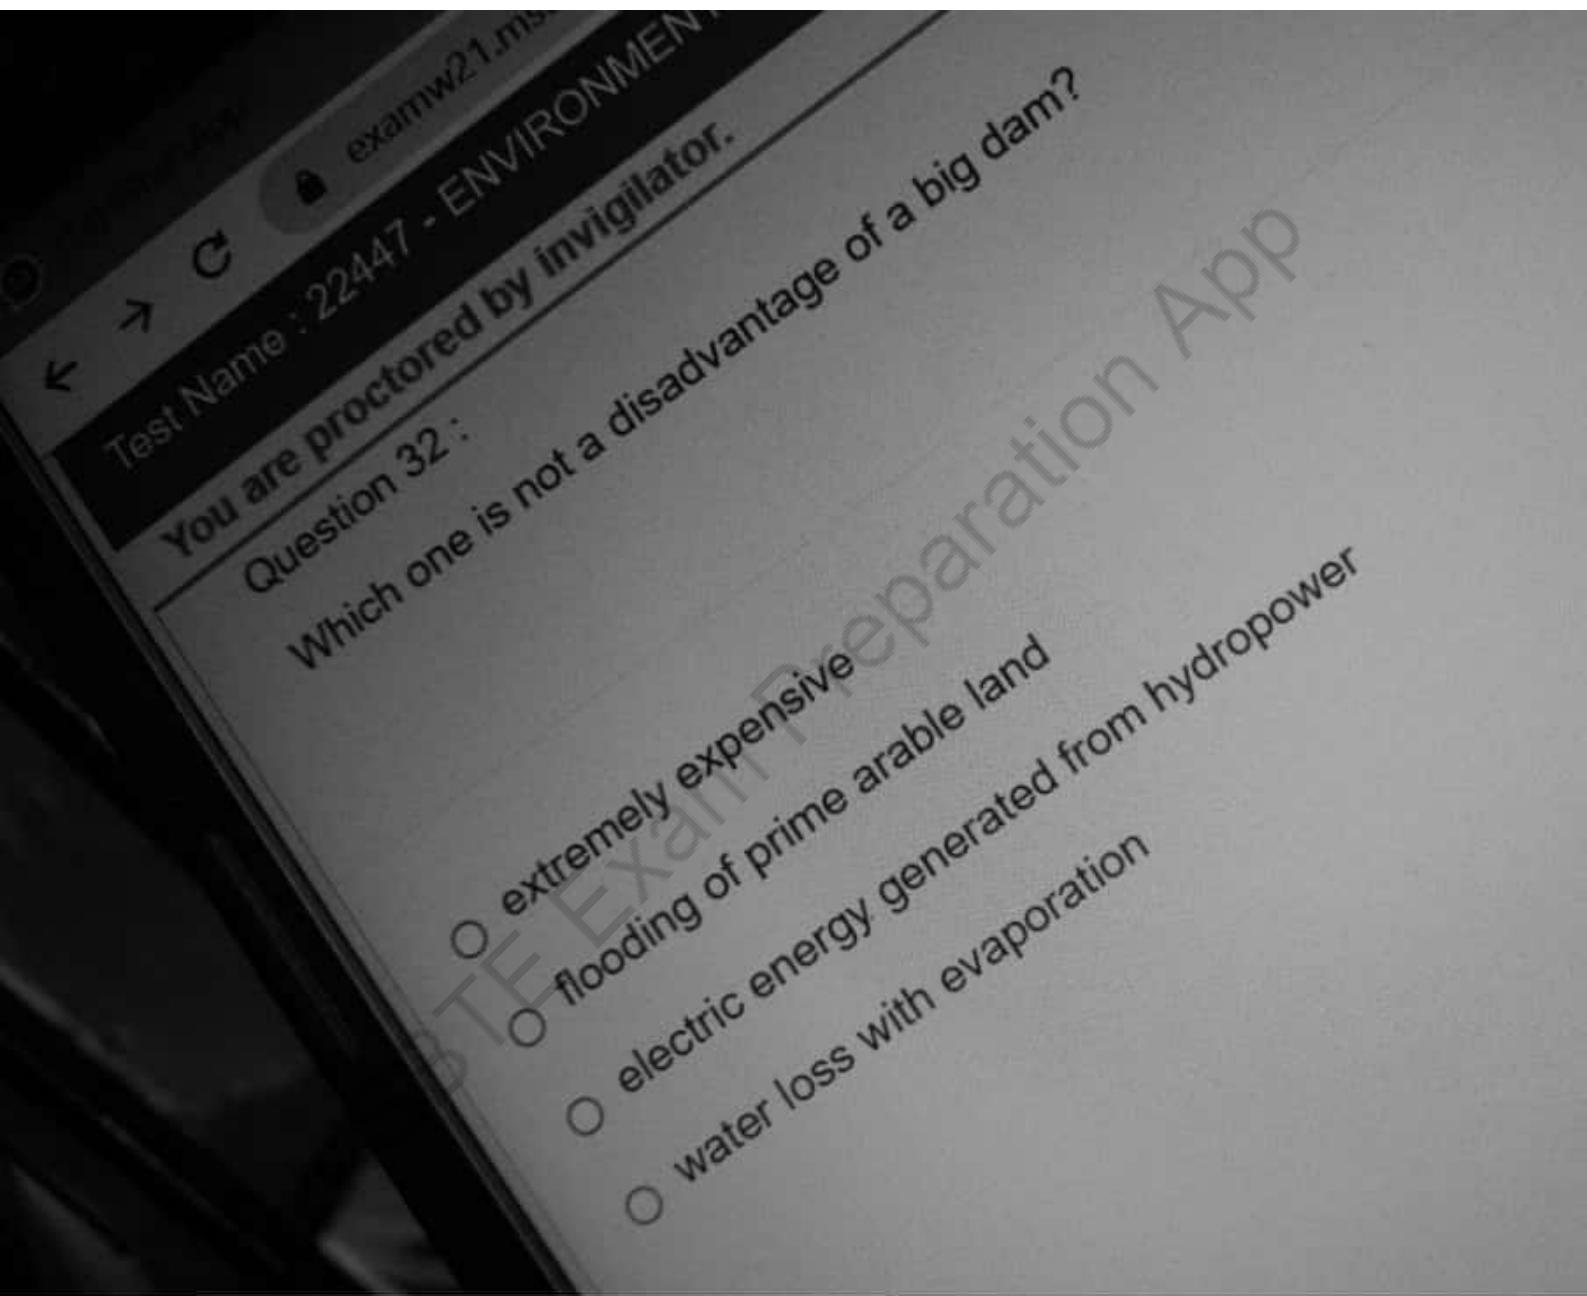 examw21.ms
Test Name : 22447 - ENVIRONMEN
You are proctored by invigilator.
Question 32 :
Which one is not a disadvantage of a big dam?
extremely expensive
flooding of prime arable land
electric energy generated from hydropower
water loss with evaporation
BTE Exam Preparation App